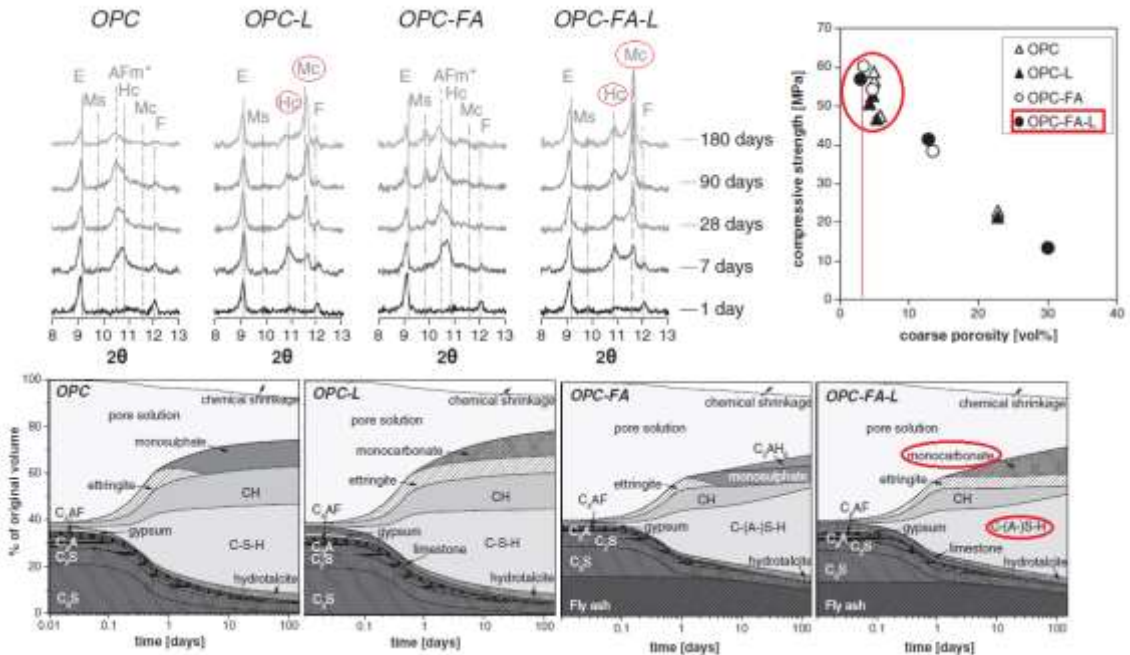 OPC
OPC-L
OPC-FA
OPC-FA-L
E
Ms
AFm*
Hc
Mc
F
E
Ms
Hc
Mc
F
E
Ms
AFm*
Hc
Mc
F
E
Ms
Hc
Mc
F
180 days
90 days
28 days
7 days
1 day
8 9 10 11 12 13
8 9 10 11 12 13
8 9 10 11 12 13
8 9 10 11 12 13
2θ
2θ
2θ
2θ
compressive strength [MPa]
70
60
50
40
30
20
10
0
0 10 20 30 40
coarse porosity [vol%]
OPC
OPC-L
OPC-FA
OPC-FA-L
% of original volume
100
80
60
40
20
0
OPC
chemical shrinkage
pore solution
monosulphate
ettringite
CH
C₄AF
gypsum
C-S-H
C₃A
C₂S
hydrotalcite
C₃S
0.01 0.1 1 10 100
time [days]
OPC-L
chemical shrinkage
pore solution
monocarbonate
ettringite
CH
C₄AF
gypsum
C-S-H
C₃A
C₂S
limestone
hydrotalcite
C₃S
0.1 1 10 100
time [days]
OPC-FA
chemical shrinkage
pore solution
monosulphate
ettringite
CH
C₄AF
gypsum
C-(A-)S-H
C₃A
C₂S
hydrotalcite
C₃S
Fly ash
0.1 1 10 100
time [days]
OPC-FA-L
chemical shrinkage
pore solution
monocarbonate
ettringite
CH
C₄AF
gypsum
C-(A-)S-H
C₃A
C₂S
limestone
hydrotalcite
C₃S
Fly ash
0.1 1 10 100
time [days]